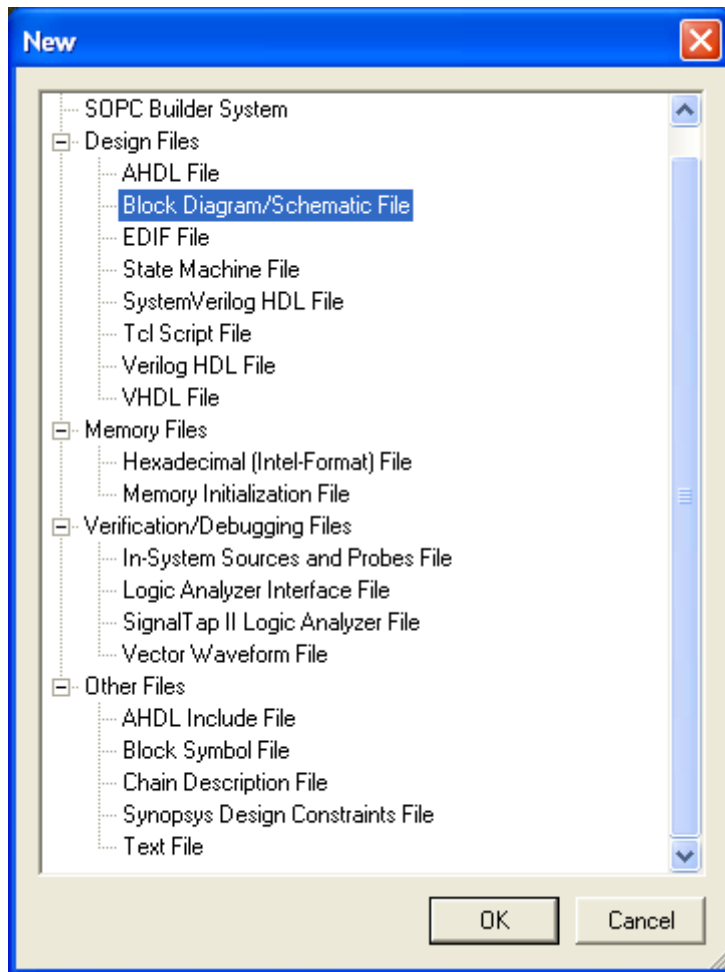 New
SOPC Builder System
Design Files
AHDL File
Block Diagram/Schematic File
EDIF File
State Machine File
SystemVerilog HDL File
Tcl Script File
Verilog HDL File
VHDL File
Memory Files
Hexadecimal (Intel-Format) File
Memory Initialization File
Verification/Debugging Files
In-System Sources and Probes File
Logic Analyzer Interface File
SignalTap II Logic Analyzer File
Vector Waveform File
Other Files
AHDL Include File
Block Symbol File
Chain Description File
Synopsys Design Constraints File
Text File
OK Cancel